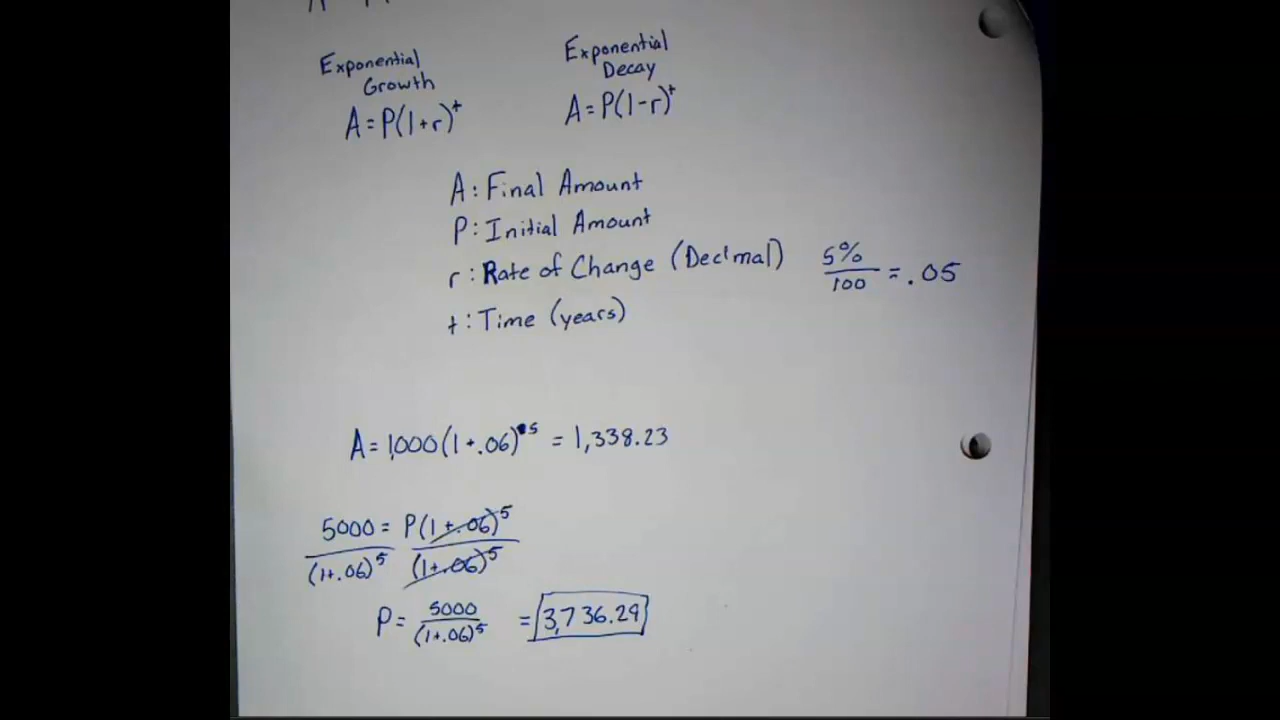 Exponential Growth
A = P(1+r)^t
Exponential Decay
A = P(1-r)^t
A : Final Amount
P : Initial Amount
r : Rate of Change (Decimal) 5%/100 = .05
t : Time (years)
A = 1,000(1+.06)^5 = 1,338.23
5000 = P(1+.06)^5
(1+.06)^5 (1+.06)^5
P = 5000/(1+.06)^5 = 3,736.29